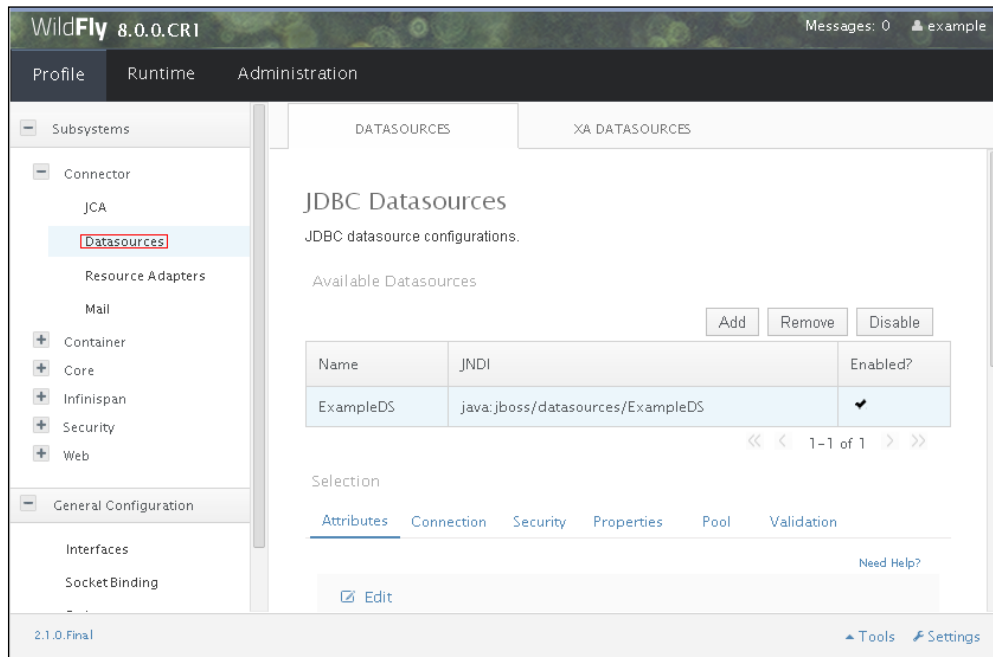 WildFly 8.0.0.CR1
Messages: 0 example
Profile Runtime Administration
Subsystems
Connector
JCA
Datasources
Resource Adapters
Mail
Container
Core
Infinispan
Security
Web
General Configuration
Interfaces
Socket Binding
DATASOURCES XA DATASOURCES
JDBC Datasources
JDBC datasource configurations.
Available Datasources
Add Remove Disable
Name JNDI Enabled?
ExampleDS java:jboss/datasources/ExampleDS
1-1 of 1
Selection
Attributes Connection Security Properties Pool Validation
Need Help?
Edit
2.1.0.Final
Tools Settings